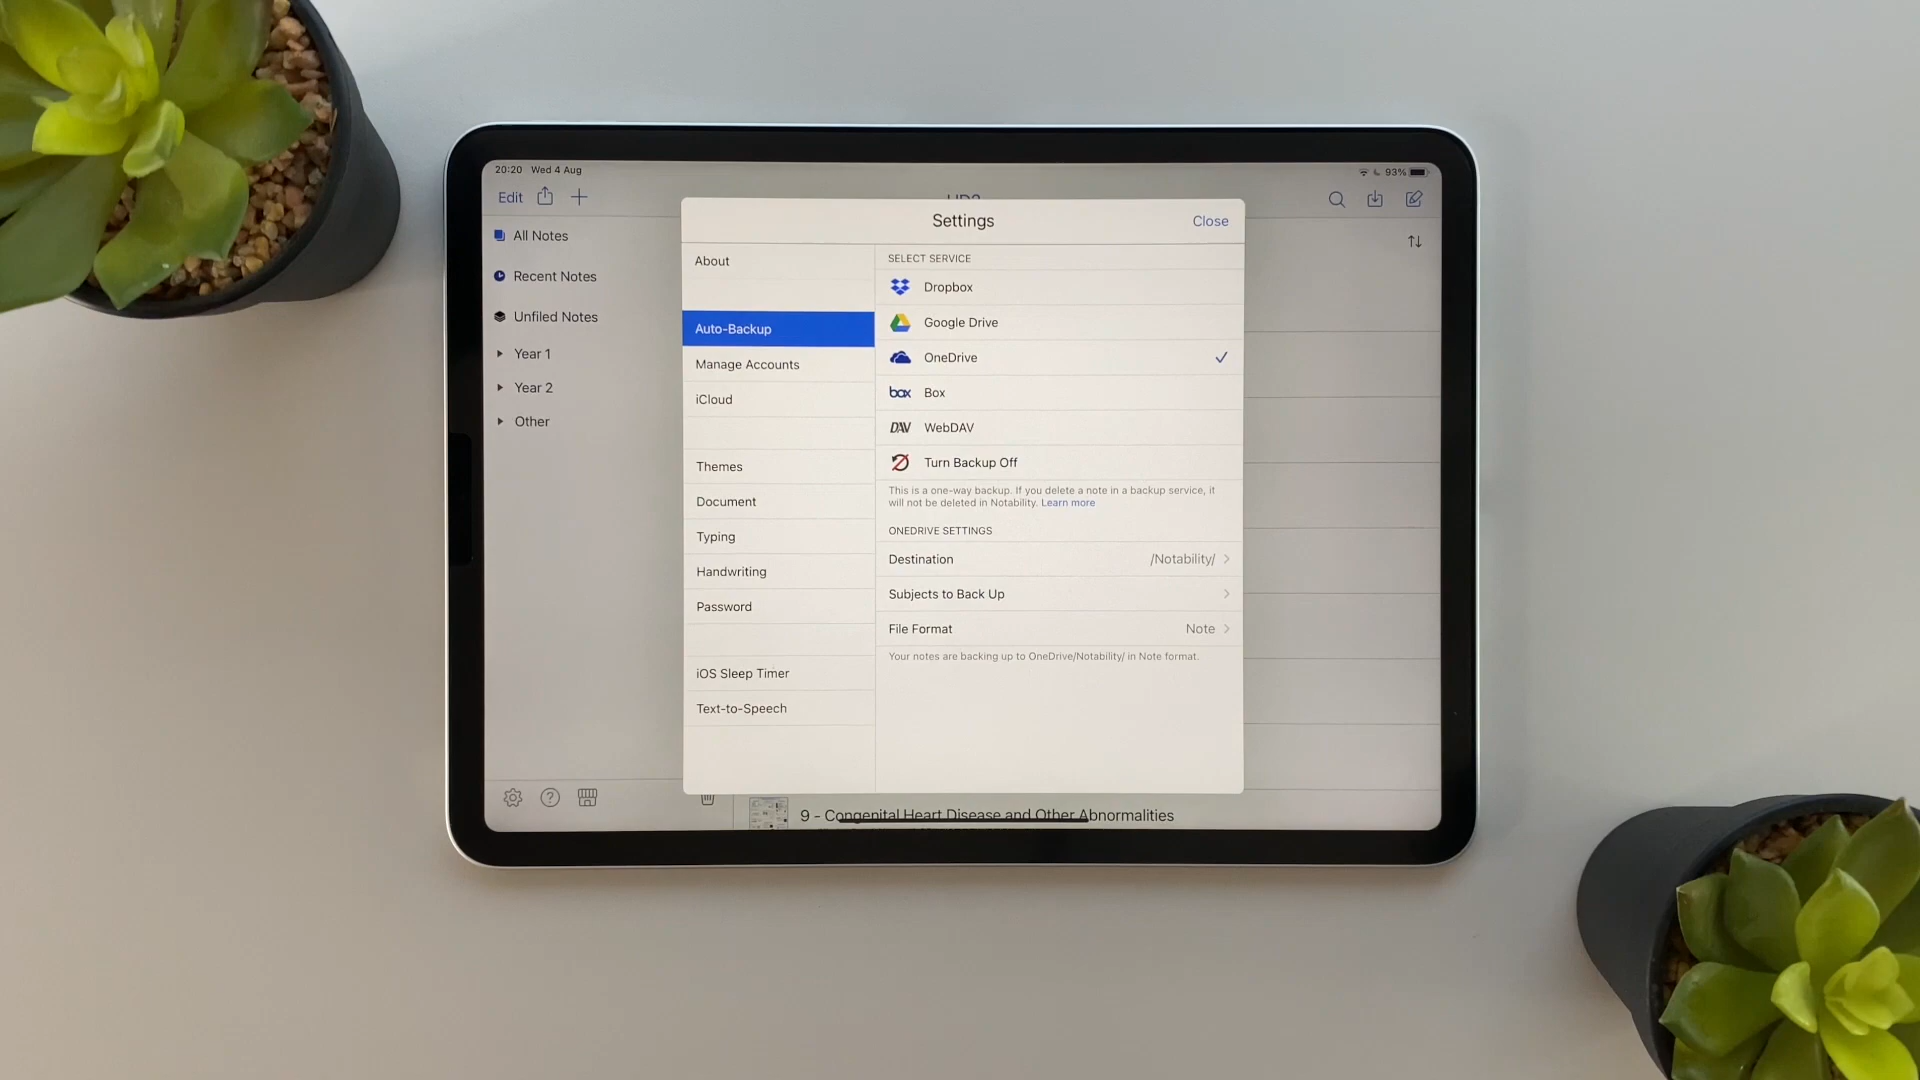 20:20 Wed 4 Aug
93%
Edit
Settings
Close
All Notes
Recent Notes
Unfiled Notes
Year 1
Year 2
Other
About
Auto-Backup
Manage Accounts
iCloud
Themes
Document
Typing
Handwriting
Password
iOS Sleep Timer
Text-to-Speech
SELECT SERVICE
Dropbox
Google Drive
OneDrive
box Box
DAV WebDAV
Turn Backup Off
This is a one-way backup. If you delete a note in a backup service, it
will not be deleted in Notability. Learn more
ONEDRIVE SETTINGS
Destination /Notability/
Subjects to Back Up
File Format Note
Your notes are backing up to OneDrive/Notability/ in Note format.
9 - Congenital Heart Disease and Other Abnormalities